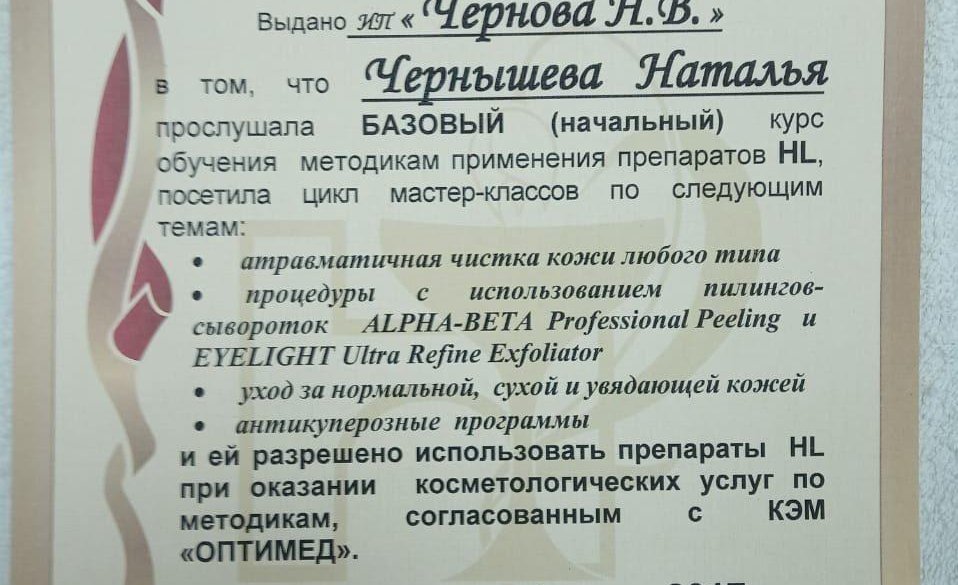 Выдано ИП « Чернова Н.В. »
в том, что Чернышева Наталья
прослушала БАЗОВЫЙ (начальный) курс
обучения методикам применения препаратов HL,
посетила цикл мастер-классов по следующим
темам:
• атравматичная чистка кожи любого типа
• процедуры с использованием пилингов-
сывороток ALPHA-BETA Professional Peeling и
EYELIGHT Ultra Refine Exfoliator
• уход за нормальной, сухой и увядающей кожей
• антикуперозные программы
и ей разрешено использовать препараты HL
при оказании косметологических услуг по
методикам, согласованным с КЭМ
«ОПТИМЕД».